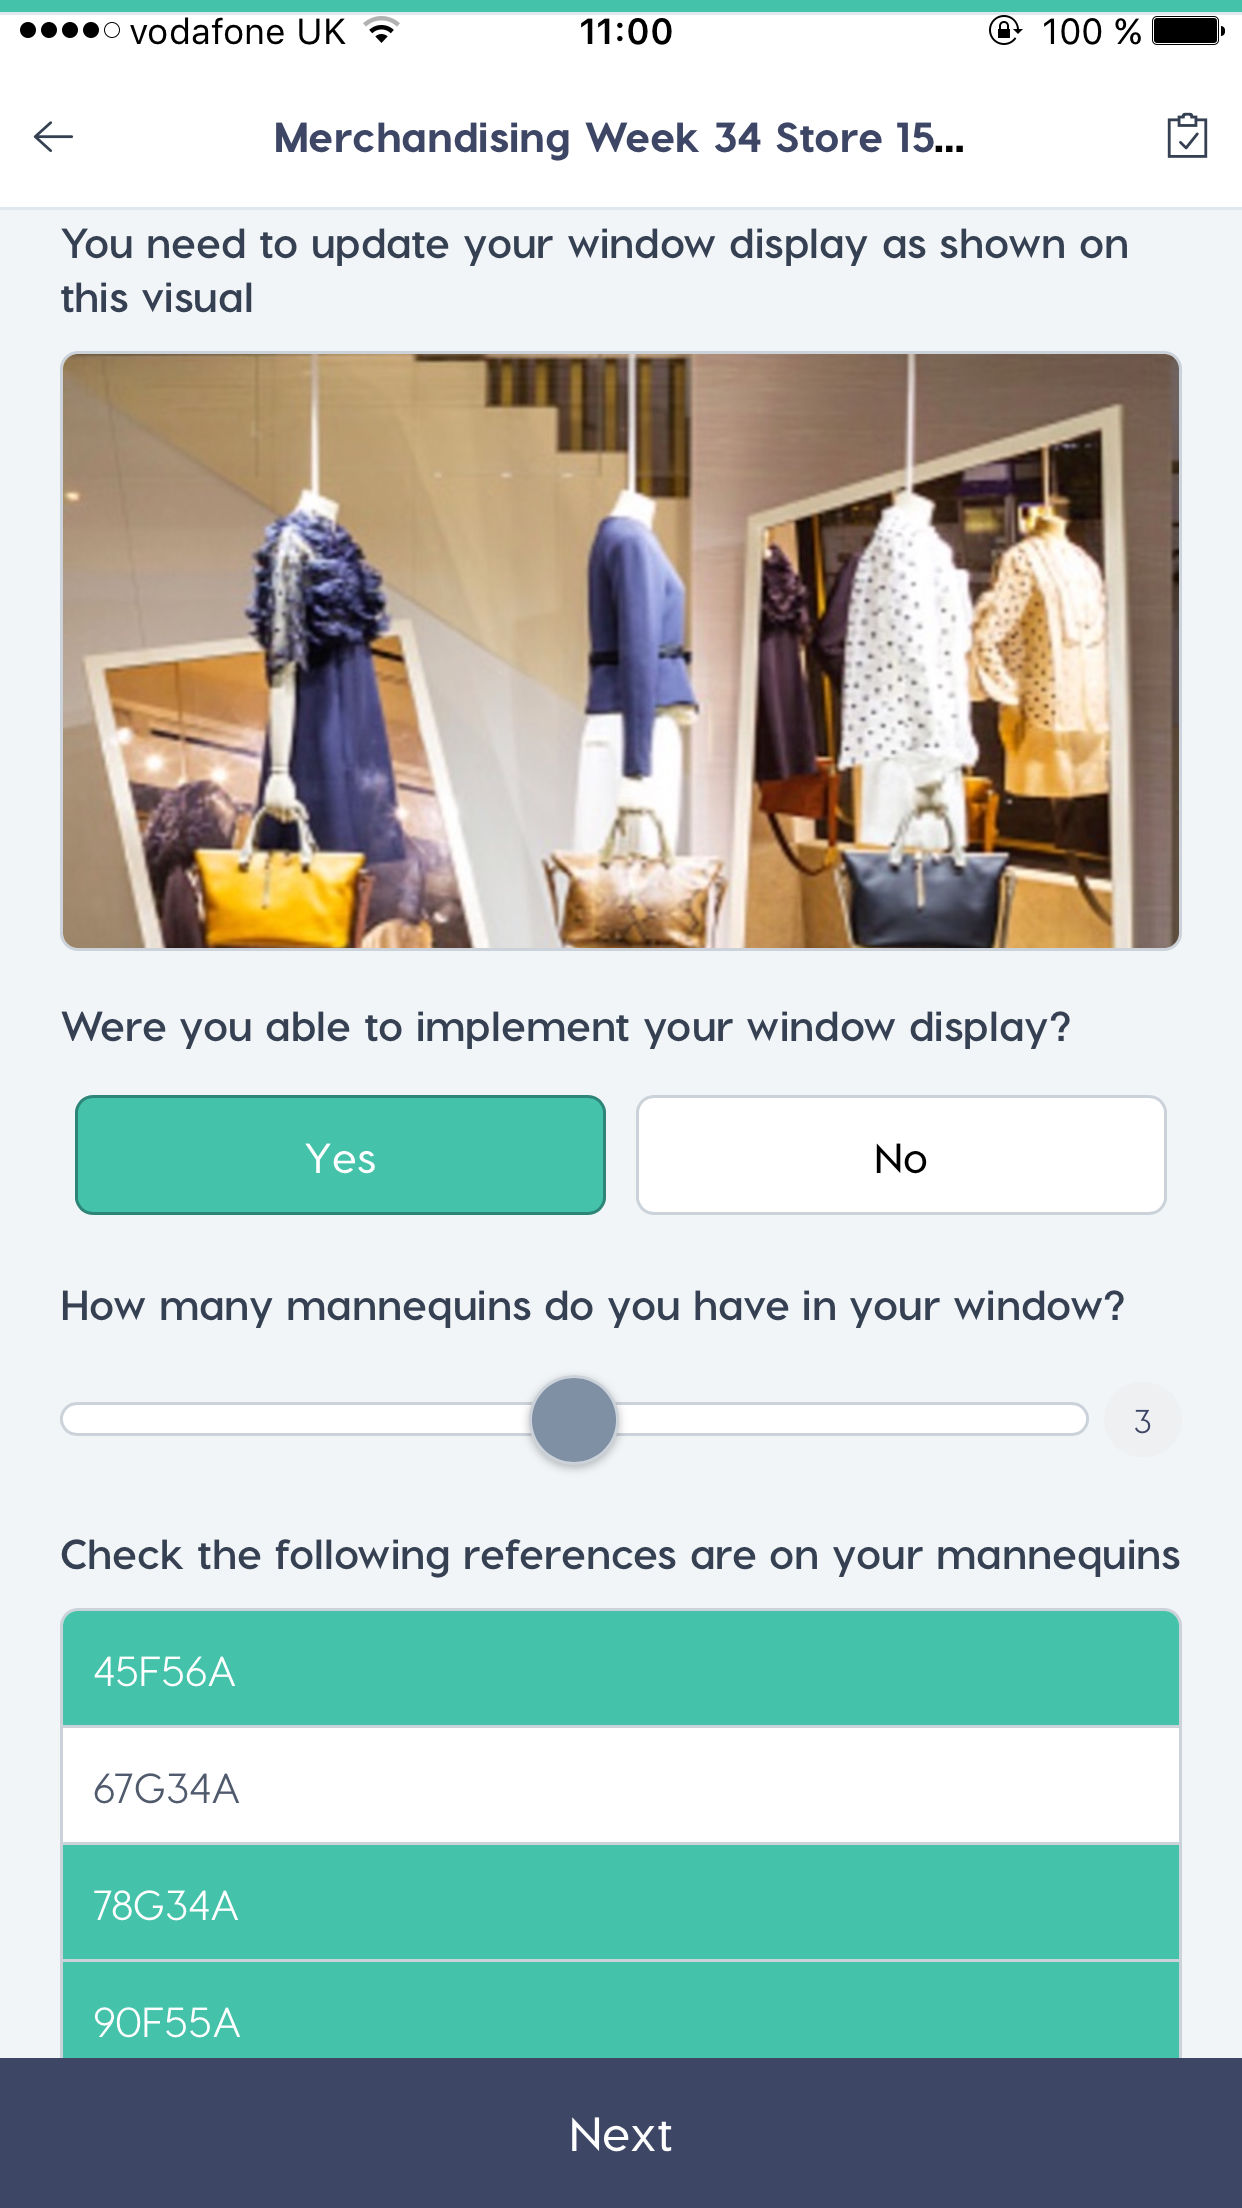 vodafone UK 11:00 100 %
Merchandising Week 34 Store 15...
You need to update your window display as shown on
this visual
Were you able to implement your window display?
Yes No
How many mannequins do you have in your window?
3
Check the following references are on your mannequins
45F56A
67G34A
78G34A
90F55A
Next